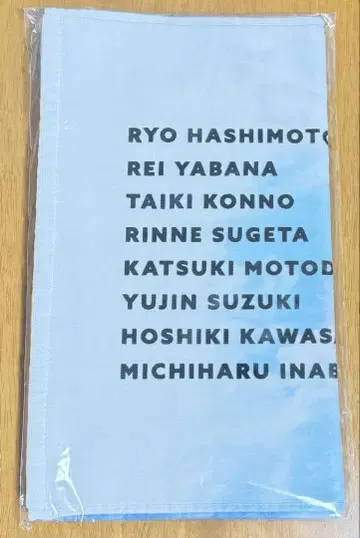 RYO HASHIMOTO
REI YABANA
TAIKI KONNO
RINNE SUGETA
KATSUKI MOTOD
YUJIN SUZUKI
HOSHIKI KAWAS
MICHIHARU INAB